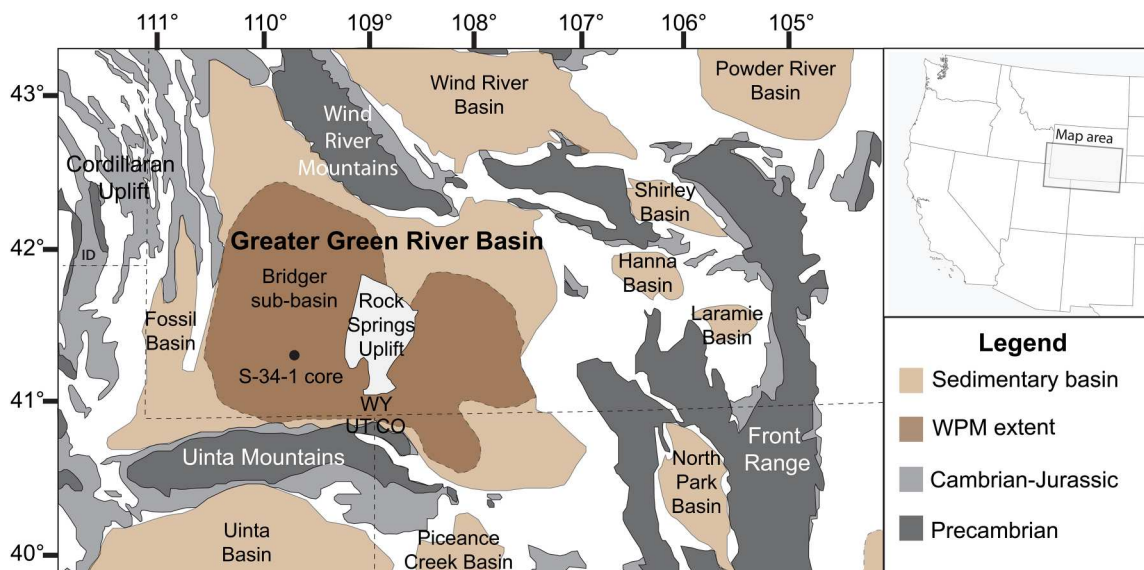 111°
110°
109°
108°
107°
106°
105°
43°
42°
41°
40°
Wind River
Basin
Powder River
Basin
Wind
River
Mountains
Cordillaran
Uplift
Shirley
Basin
Greater Green River Basin
ID
Bridger
sub-basin
Hanna
Basin
Rock
Springs
Uplift
Fossil
Basin
Laramie
Basin
S-34-1 core
WY
UT CO
Uinta Mountains
Front
Range
North
Park
Basin
Uinta
Basin
Piceance
Creek Basin
Map area
Legend
Sedimentary basin
WPM extent
Cambrian-Jurassic
Precambrian